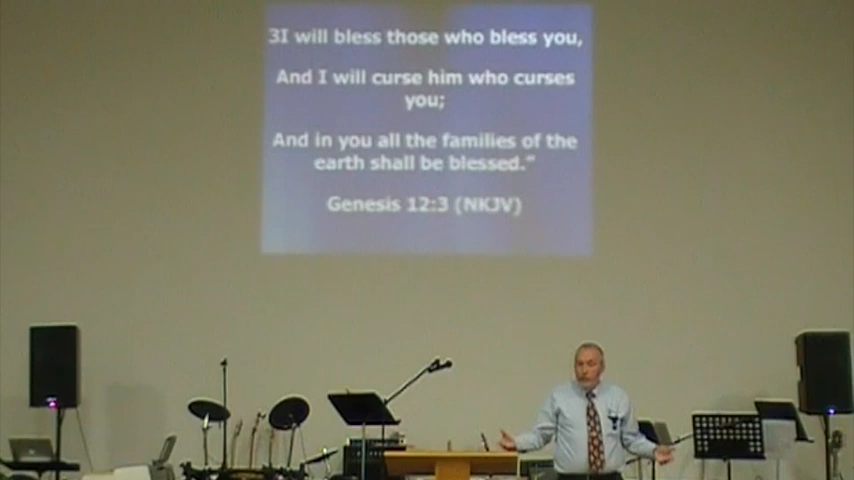 3I will bless those who bless you,
And I will curse him who curses
you;
And in you all the families of the
earth shall be blessed."
Genesis 12:3 (NKJV)